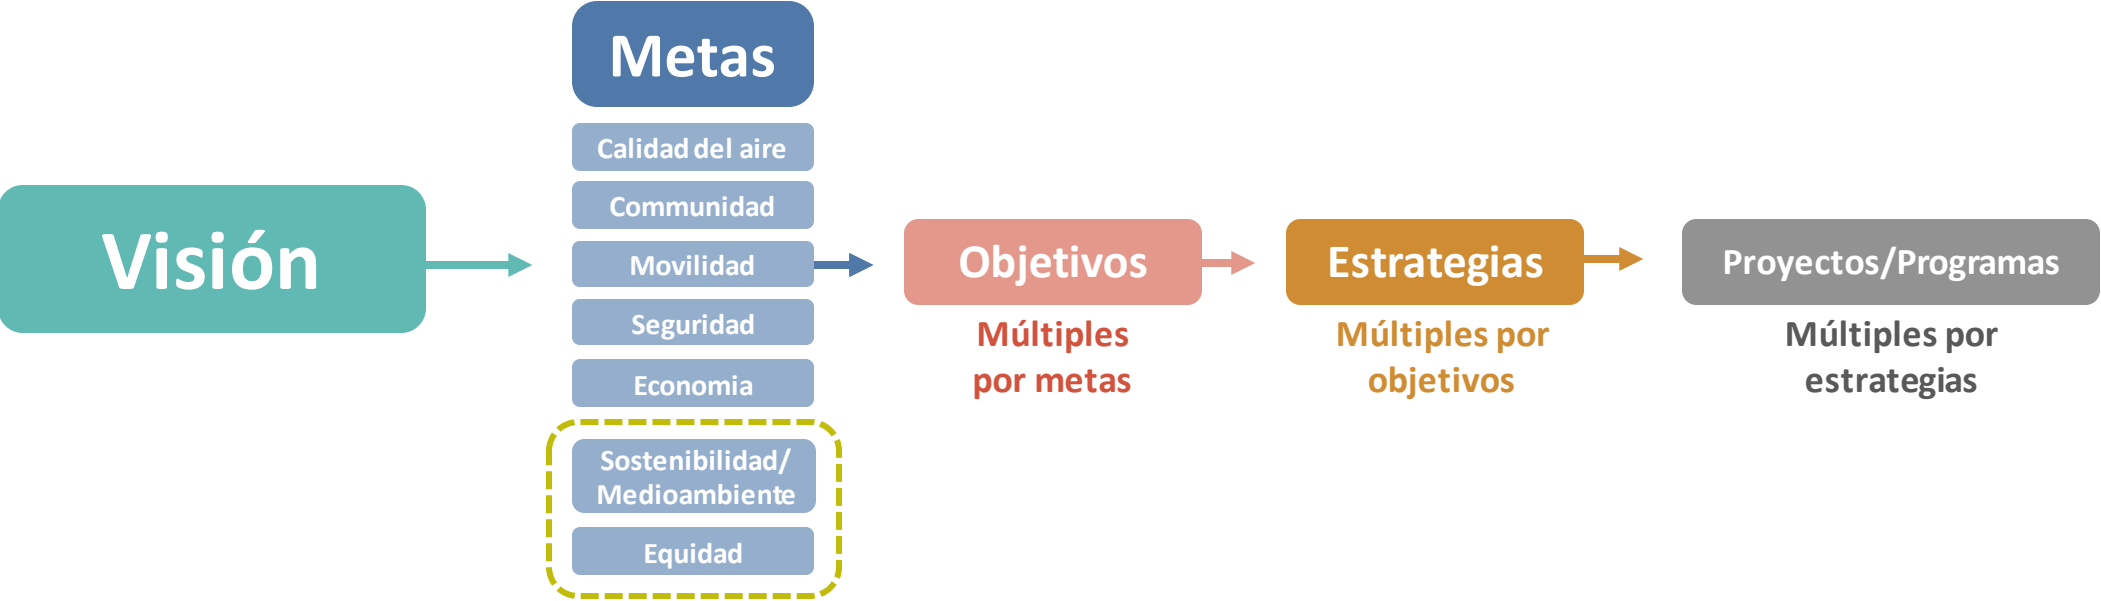 Visión
Metas
Calidad del aire
Communidad
Movilidad
Seguridad
Economia
Sostenibilidad/
Medioambiente
Equidad
Objetivos
Múltiples
por metas
Estrategias
Múltiples por
objetivos
Proyectos/Programas
Múltiples por
estrategias